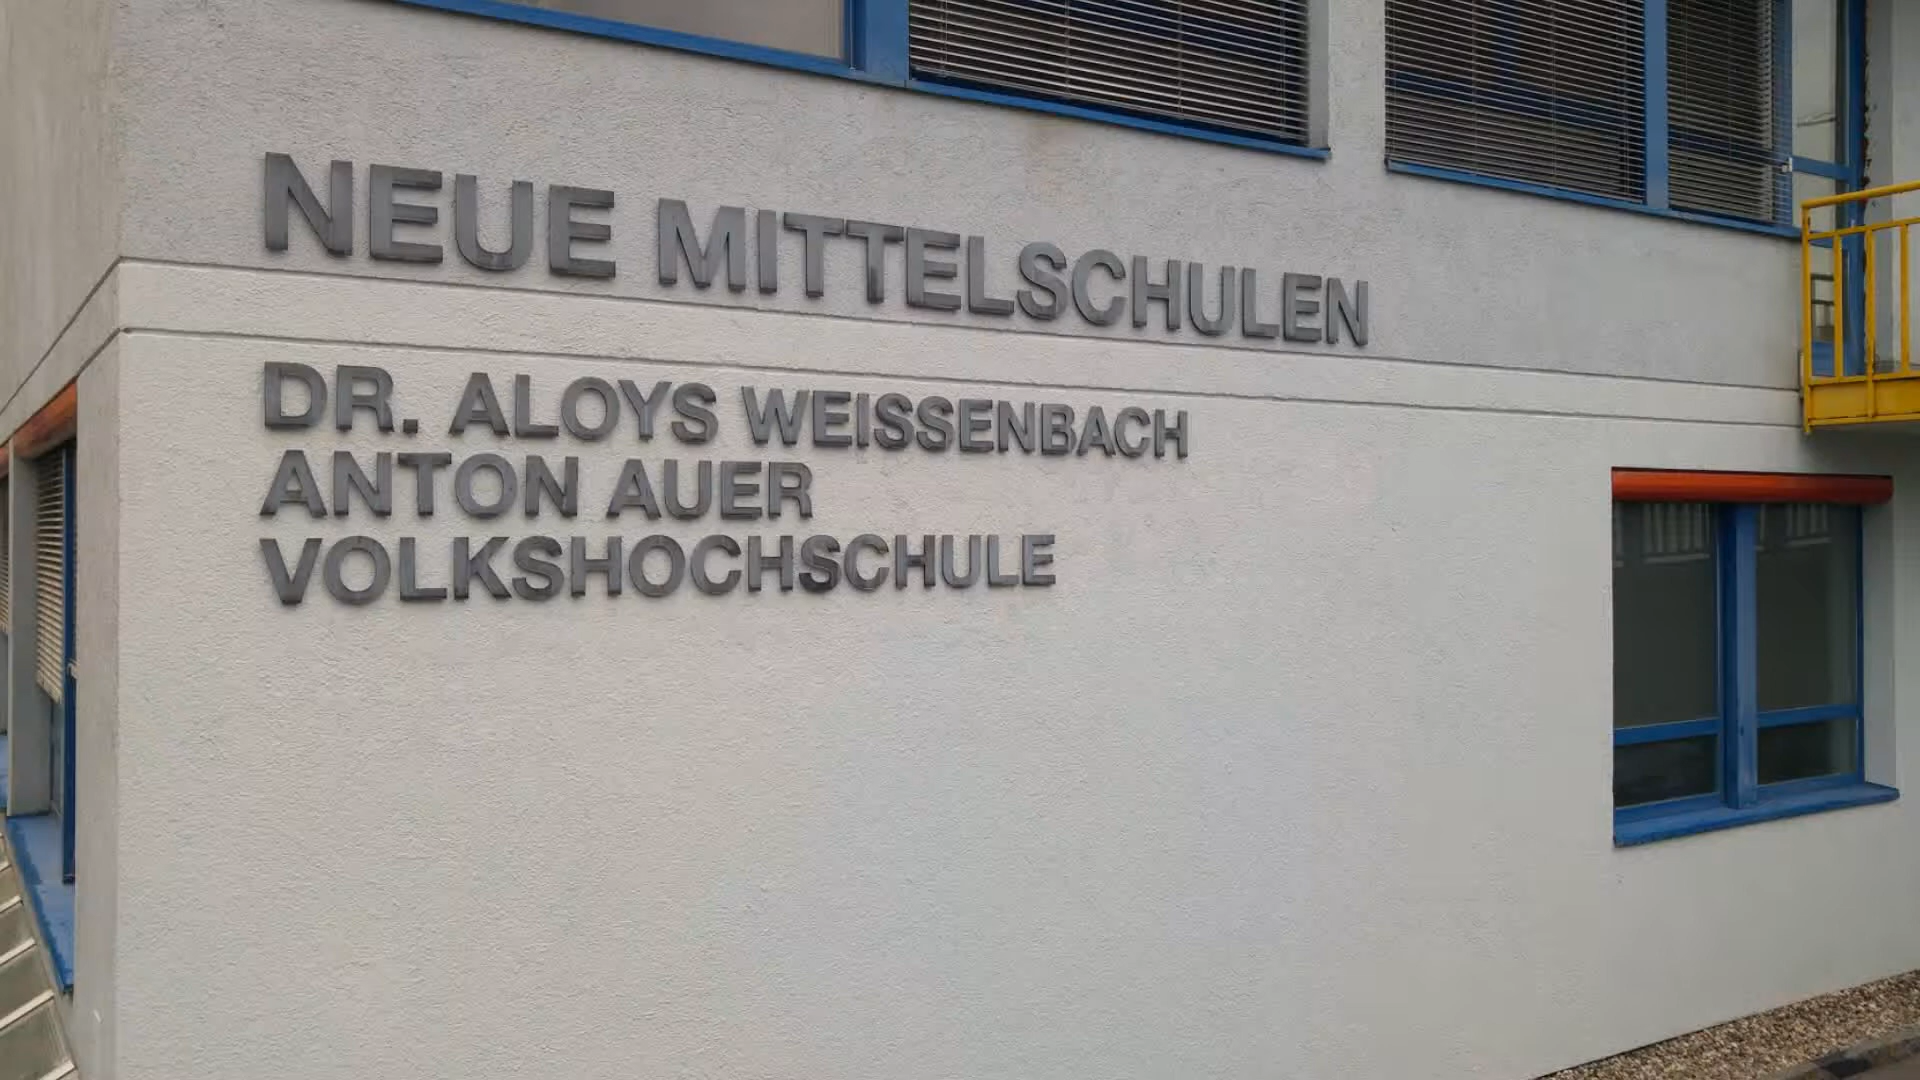 NEUE MITTELSCHULEN
DR. ALOYS WEISSENBACH
ANTON AUER
VOLKSHOCHSCHULE